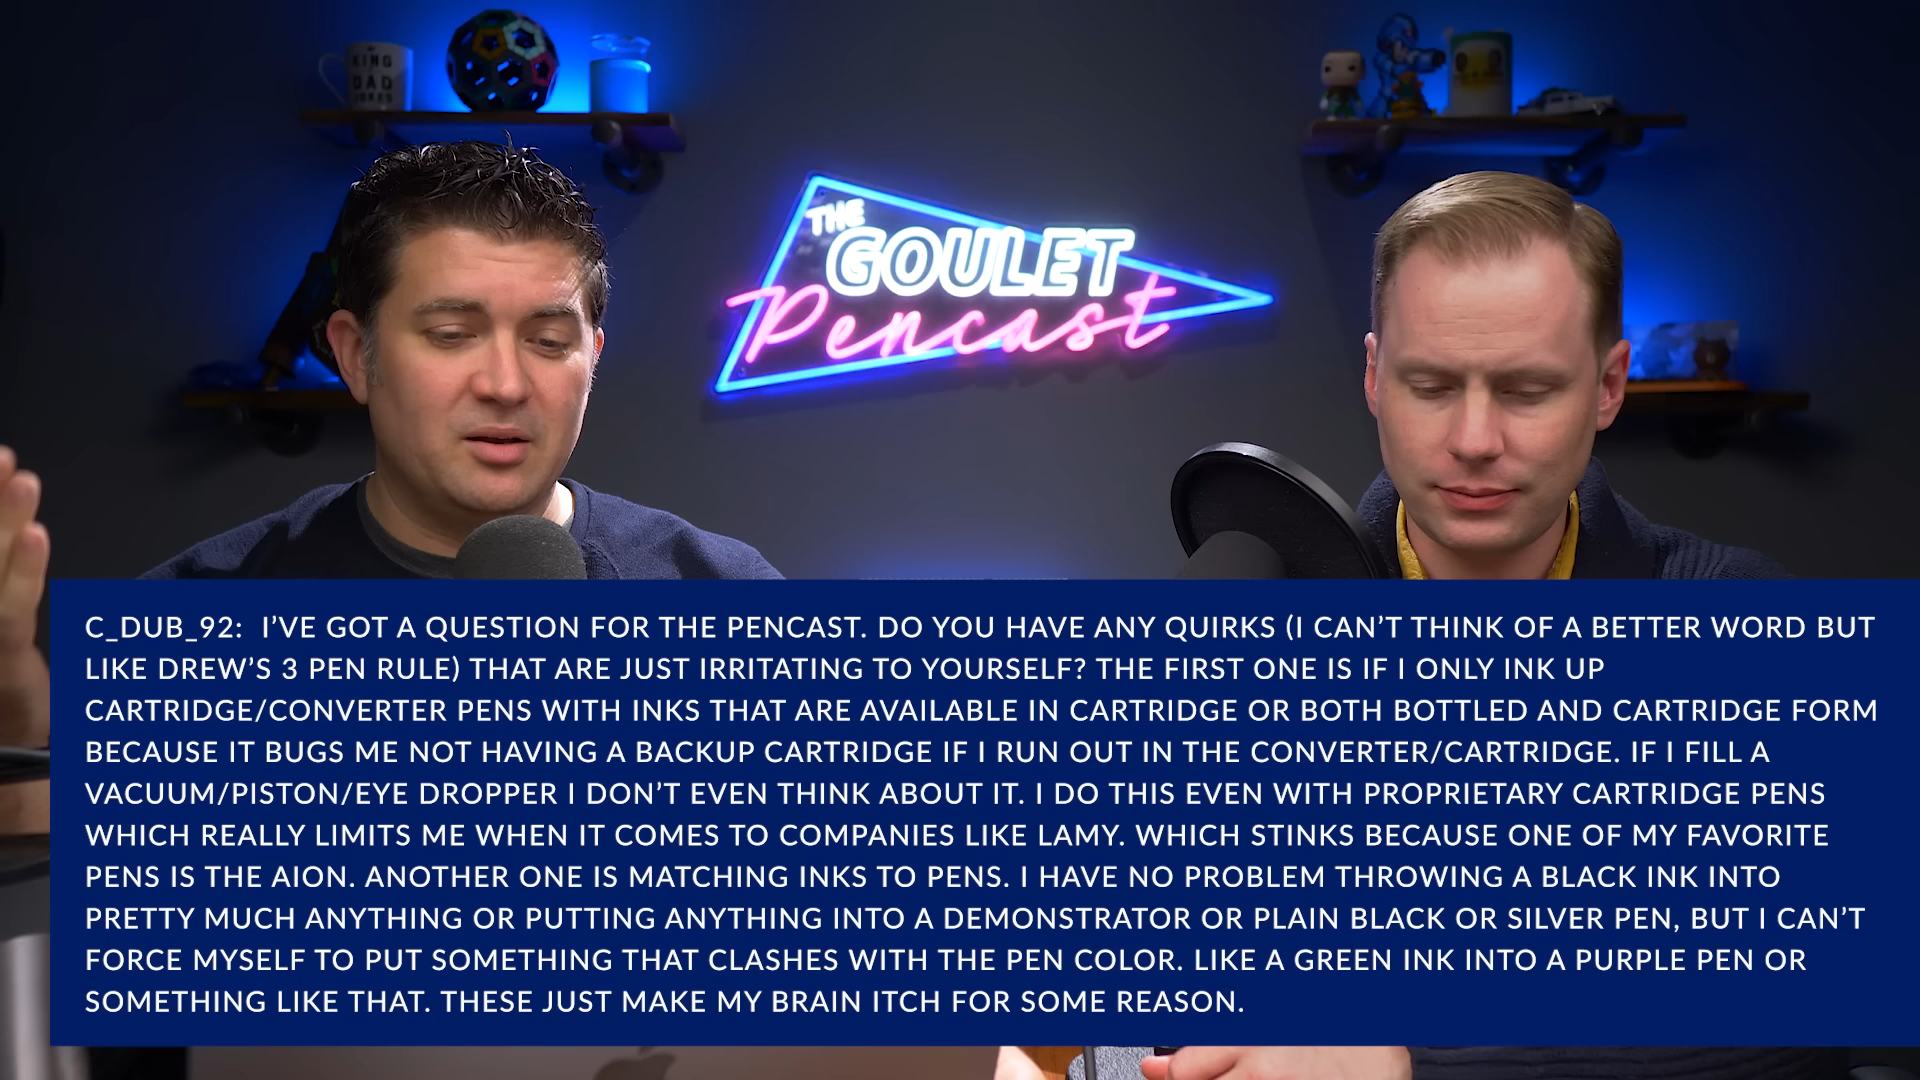 KING
OF
DAD
JOKES
THE
GOULET
Pencast
C_DUB_92:  I’VE GOT A QUESTION FOR THE PENCAST. DO YOU HAVE ANY QUIRKS (I CAN’T THINK OF A BETTER WORD BUT
LIKE DREW’S 3 PEN RULE) THAT ARE JUST IRRITATING TO YOURSELF? THE FIRST ONE IS IF I ONLY INK UP
CARTRIDGE/CONVERTER PENS WITH INKS THAT ARE AVAILABLE IN CARTRIDGE OR BOTH BOTTLED AND CARTRIDGE FORM
BECAUSE IT BUGS ME NOT HAVING A BACKUP CARTRIDGE IF I RUN OUT IN THE CONVERTER/CARTRIDGE. IF I FILL A
VACUUM/PISTON/EYE DROPPER I DON’T EVEN THINK ABOUT IT. I DO THIS EVEN WITH PROPRIETARY CARTRIDGE PENS
WHICH REALLY LIMITS ME WHEN IT COMES TO COMPANIES LIKE LAMY. WHICH STINKS BECAUSE ONE OF MY FAVORITE
PENS IS THE AION. ANOTHER ONE IS MATCHING INKS TO PENS. I HAVE NO PROBLEM THROWING A BLACK INK INTO
PRETTY MUCH ANYTHING OR PUTTING ANYTHING INTO A DEMONSTRATOR OR PLAIN BLACK OR SILVER PEN, BUT I CAN’T
FORCE MYSELF TO PUT SOMETHING THAT CLASHES WITH THE PEN COLOR. LIKE A GREEN INK INTO A PURPLE PEN OR
SOMETHING LIKE THAT. THESE JUST MAKE MY BRAIN ITCH FOR SOME REASON.